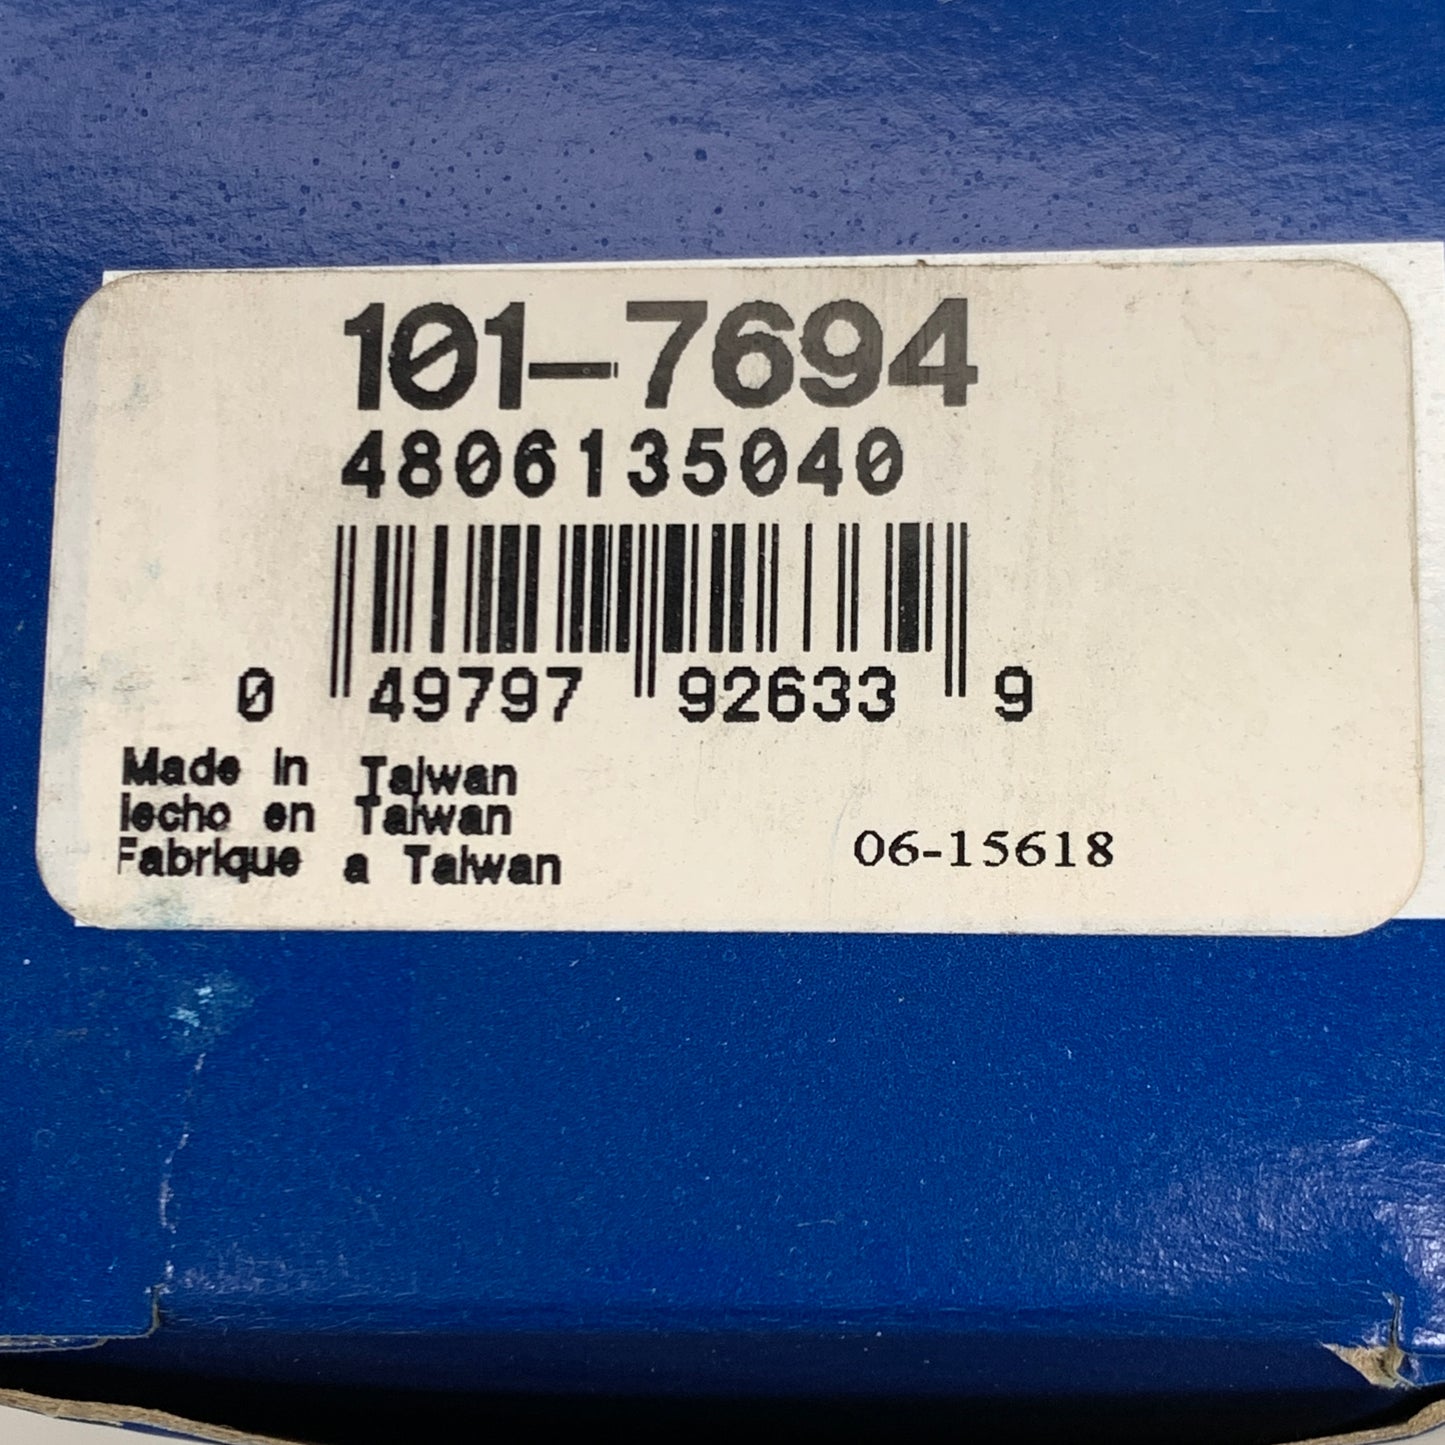 101-7694
4806135040
0 49797 92633 9
Made in Taiwan
lecho en Taiwan
Fabrique a Taiwan
06-15618